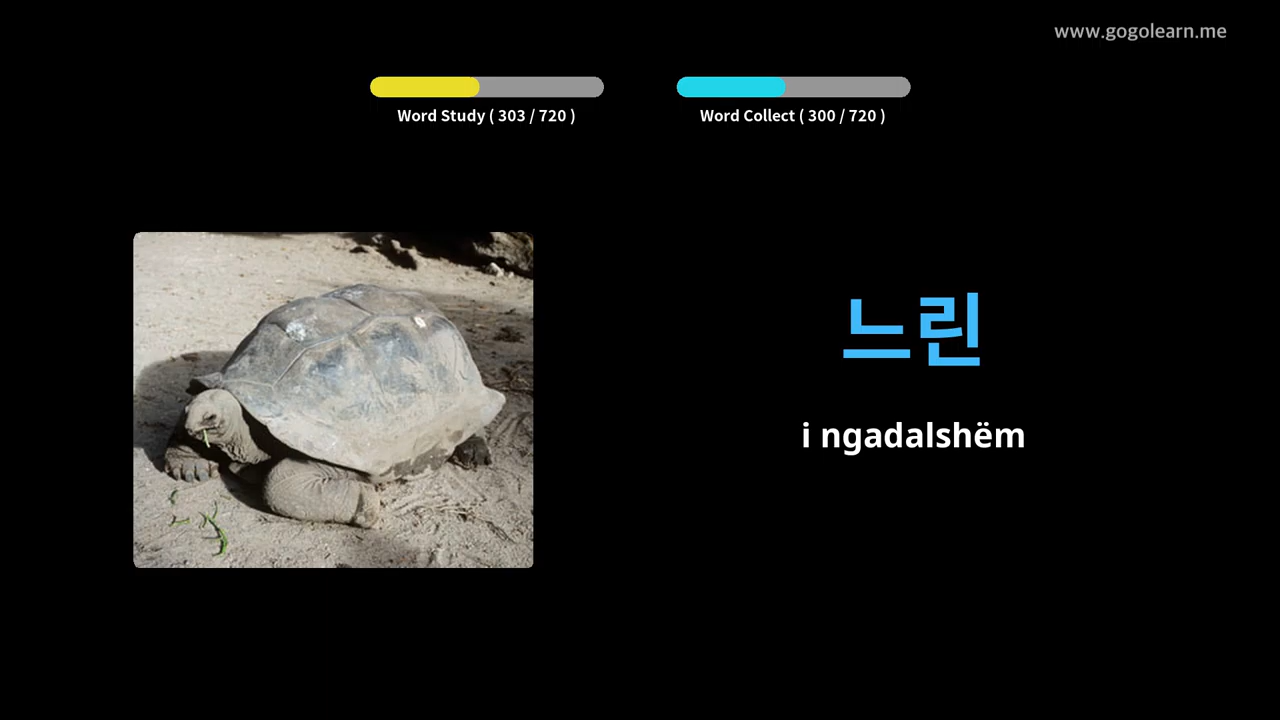 www.gogolearn.me
Word Study ( 303 / 720 )
Word Collect ( 300 / 720 )
느린
i ngadalshëm